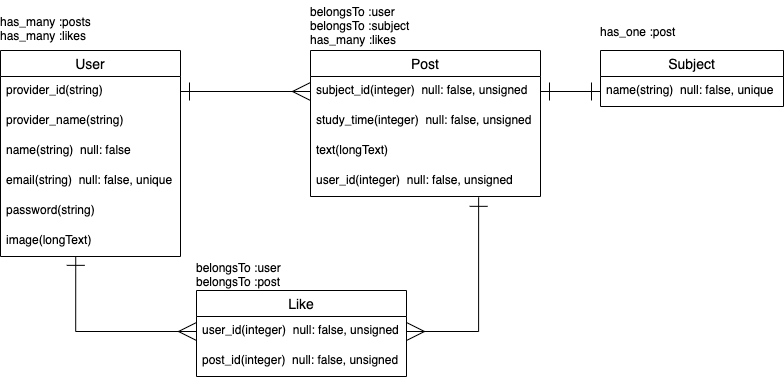 has_many :posts
has_many :likes
User
provider_id(string)
provider_name(string)
name(string) null: false
email(string) null: false, unique
password(string)
image(longText)
belongsTo :user
belongsTo :subject
has_many :likes
Post
subject_id(integer) null: false, unsigned
study_time(integer) null: false, unsigned
text(longText)
user_id(integer) null: false, unsigned
has_one :post
Subject
name(string) null: false, unique
belongsTo :user
belongsTo :post
Like
user_id(integer) null: false, unsigned
post_id(integer) null: false, unsigned